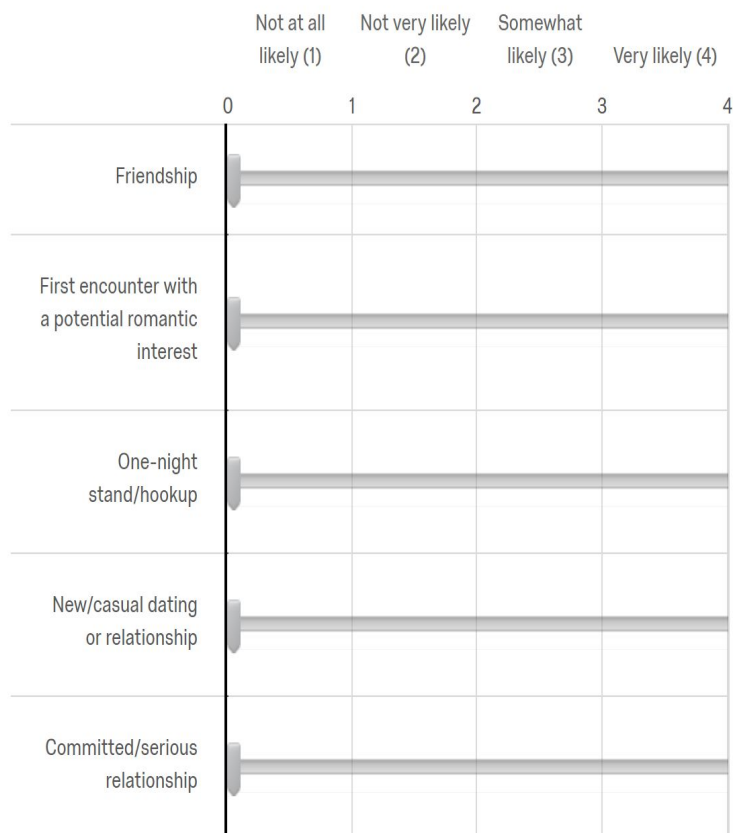 Not at all
likely (1)
Not very likely
(2)
Somewhat
likely (3)
Very likely (4)
0 1 2 3 4
Friendship
First encounter with
a potential romantic
interest
One-night
stand/hookup
New/casual dating
or relationship
Committed/serious
relationship